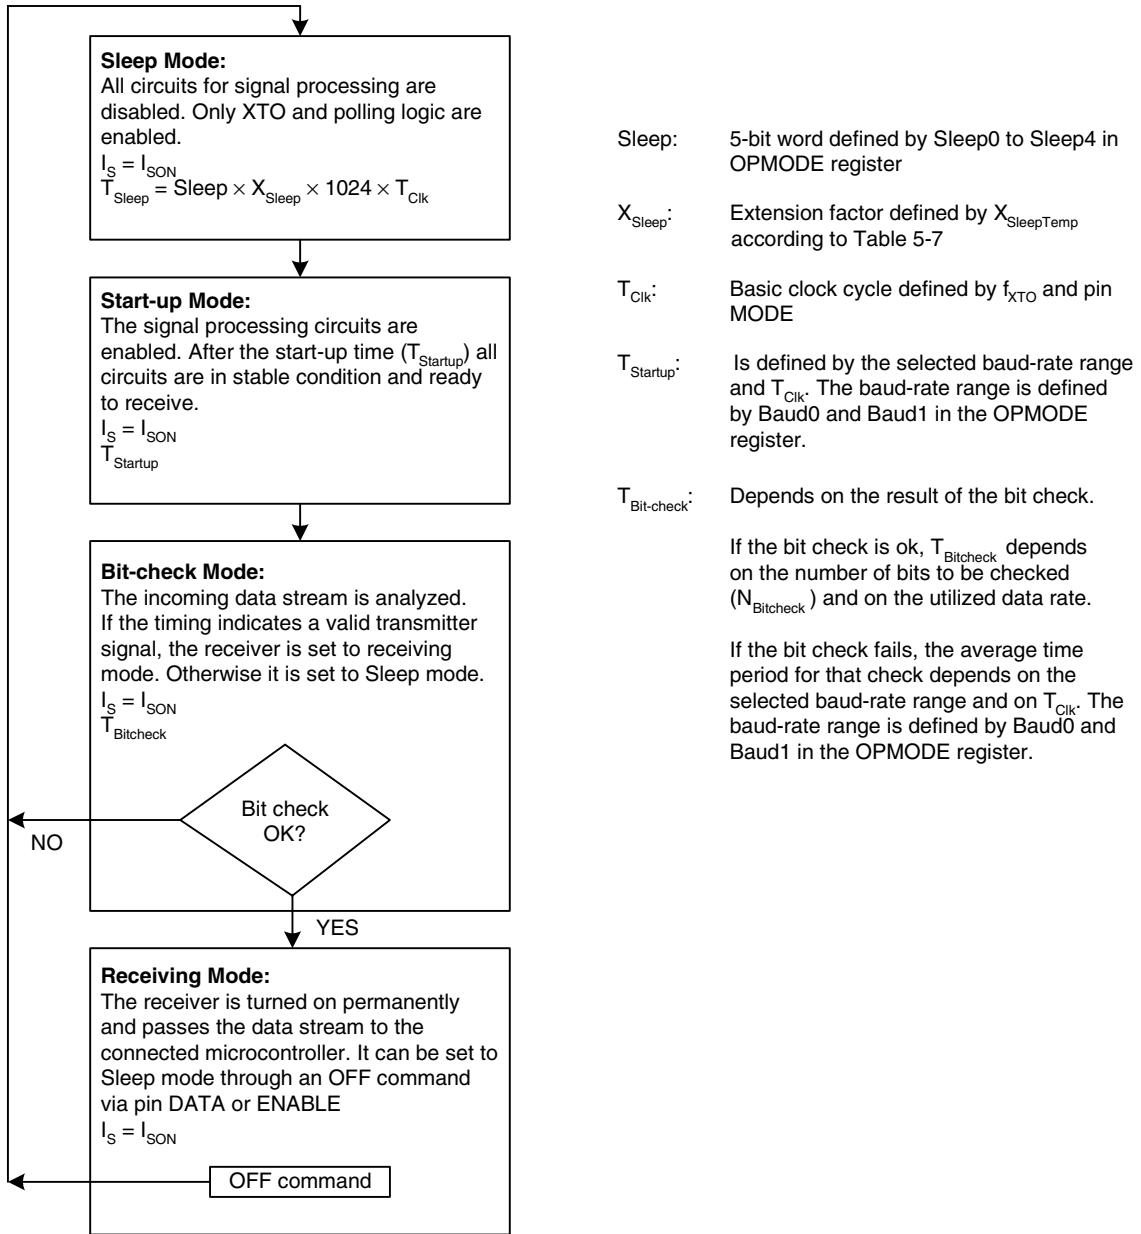 Sleep Mode:
All circuits for signal processing are
disabled. Only XTO and polling logic are
enabled.
I_S = I_SON
T_Sleep = Sleep × X_Sleep × 1024 × T_Clk
Start-up Mode:
The signal processing circuits are
enabled. After the start-up time (T_Startup) all
circuits are in stable condition and ready
to receive.
I_S = I_SON
T_Startup
Bit-check Mode:
The incoming data stream is analyzed.
If the timing indicates a valid transmitter
signal, the receiver is set to receiving
mode. Otherwise it is set to Sleep mode.
I_S = I_SON
T_Bitcheck
Bit check
OK?
NO
YES
Receiving Mode:
The receiver is turned on permanently
and passes the data stream to the
connected microcontroller. It can be set to
Sleep mode through an OFF command
via pin DATA or ENABLE
I_S = I_SON
OFF command
Sleep: 5-bit word defined by Sleep0 to Sleep4 in
OPMODE register
X_Sleep: Extension factor defined by X_SleepTemp
according to Table 5-7
T_Clk: Basic clock cycle defined by f_XTO and pin
MODE
T_Startup: Is defined by the selected baud-rate range
and T_Clk. The baud-rate range is defined
by Baud0 and Baud1 in the OPMODE
register.
T_Bit-check: Depends on the result of the bit check.
If the bit check is ok, T_Bitcheck depends
on the number of bits to be checked
(N_Bitcheck ) and on the utilized data rate.
If the bit check fails, the average time
period for that check depends on the
selected baud-rate range and on T_Clk. The
baud-rate range is defined by Baud0 and
Baud1 in the OPMODE register.